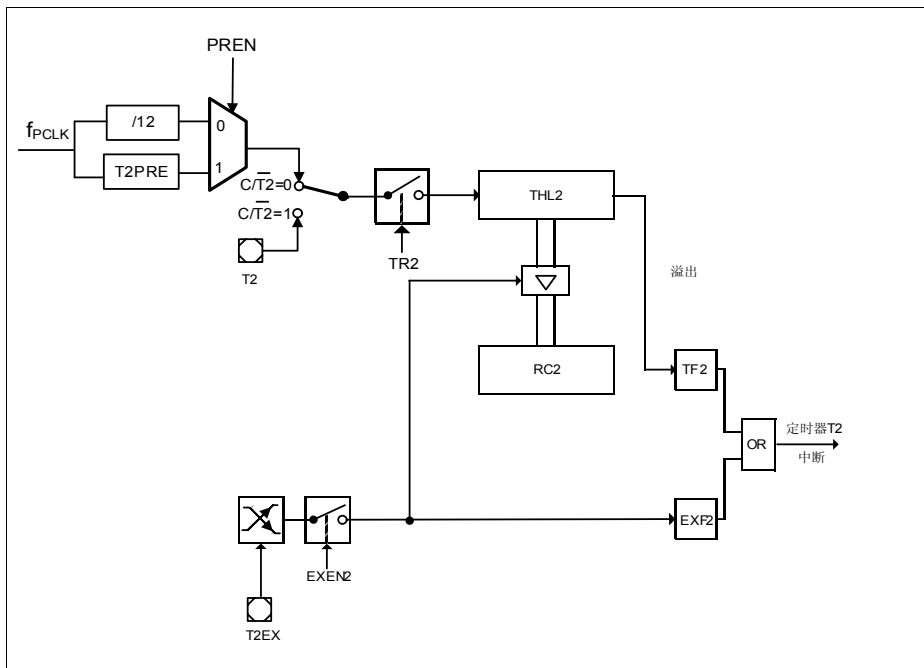 PREN
fPCLK
/12
0
T2PRE
1
C/T2=0
C/T2=1
T2
TR2
THL2
溢出
RC2
TF2
OR
定时器T2
中断
EXF2
EXEN2
T2EX